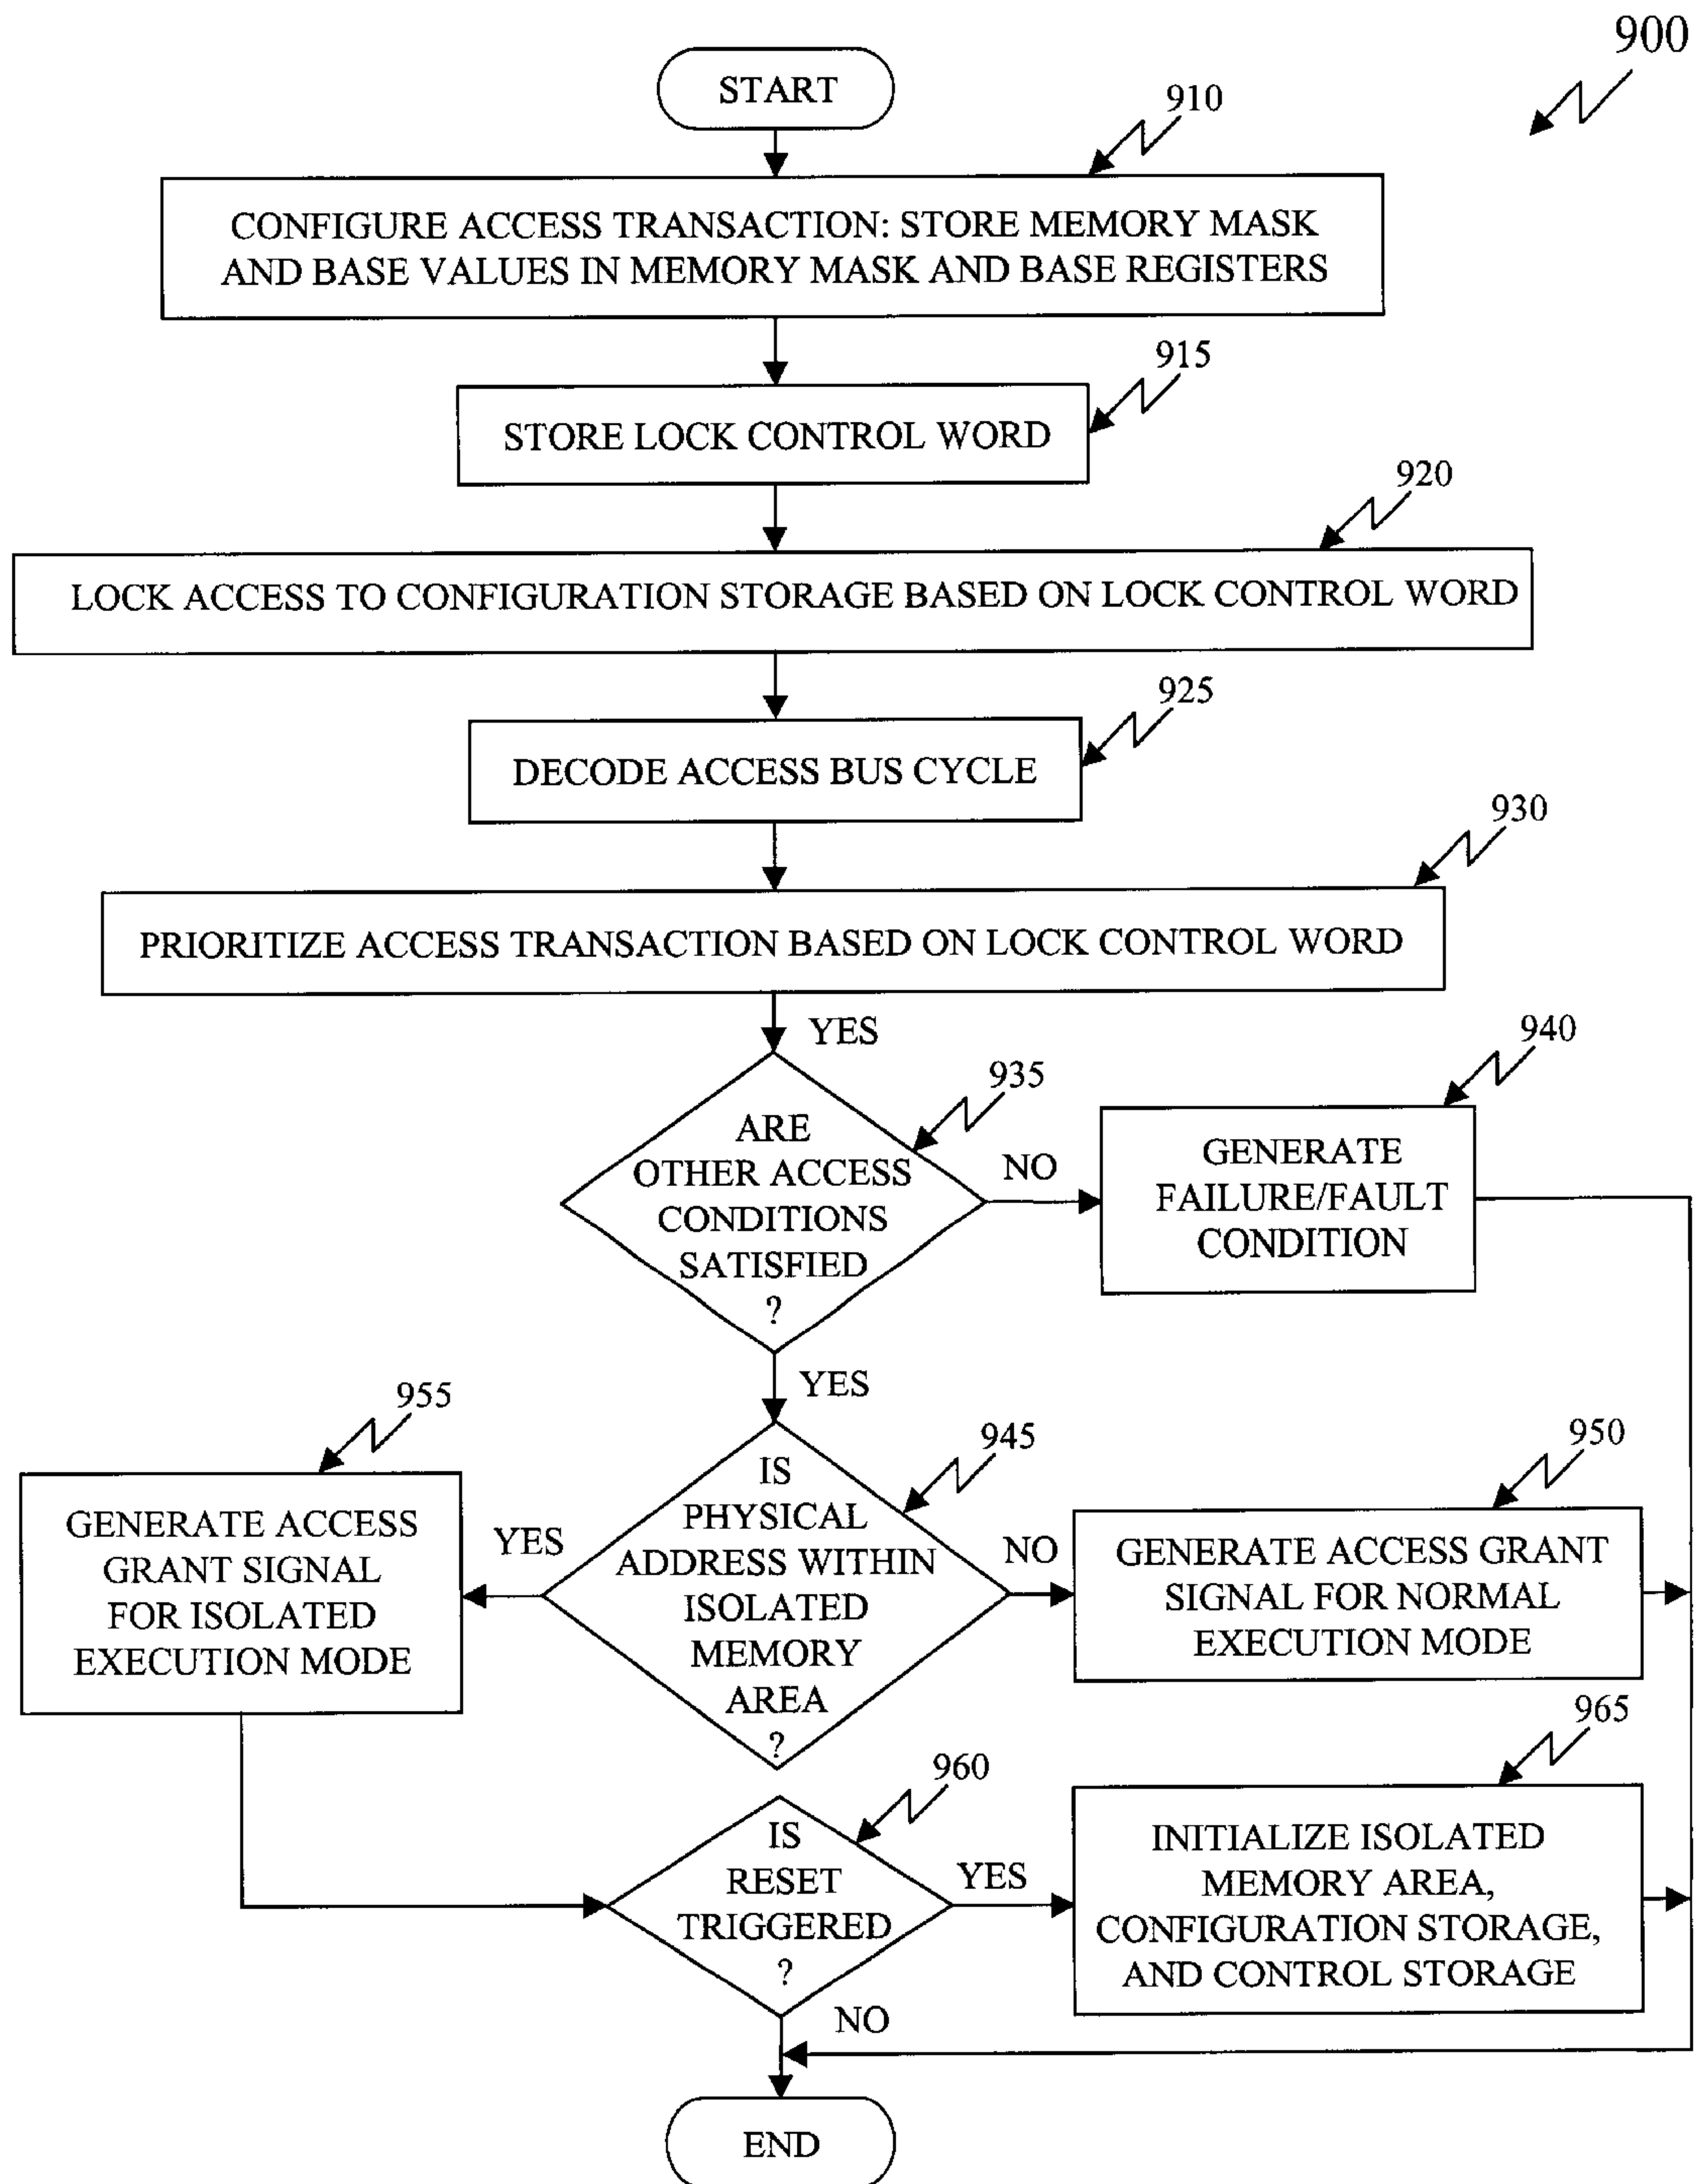 900
START
910
CONFIGURE ACCESS TRANSACTION: STORE MEMORY MASK
AND BASE VALUES IN MEMORY MASK AND BASE REGISTERS
915
STORE LOCK CONTROL WORD
920
LOCK ACCESS TO CONFIGURATION STORAGE BASED ON LOCK CONTROL WORD
925
DECODE ACCESS BUS CYCLE
930
PRIORITIZE ACCESS TRANSACTION BASED ON LOCK CONTROL WORD
YES
935
ARE
OTHER ACCESS
CONDITIONS
SATISFIED
?
NO
940
GENERATE
FAILURE/FAULT
CONDITION
YES
945
IS
PHYSICAL
ADDRESS WITHIN
ISOLATED
MEMORY
AREA
?
YES
955
GENERATE ACCESS
GRANT SIGNAL
FOR ISOLATED
EXECUTION MODE
NO
950
GENERATE ACCESS GRANT
SIGNAL FOR NORMAL
EXECUTION MODE
960
IS
RESET
TRIGGERED
?
YES
965
INITIALIZE ISOLATED
MEMORY AREA,
CONFIGURATION STORAGE,
AND CONTROL STORAGE
NO
END